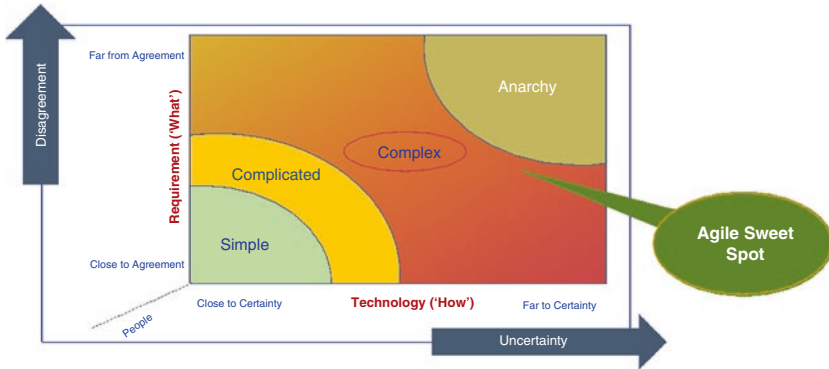 Disagreement
Far from Agreement
Requirement ('What')
Close to Agreement
Anarchy
Complex
Complicated
Simple
Agile Sweet
Spot
Close to Certainty
Technology ('How')
Far to Certainty
People
Uncertainty